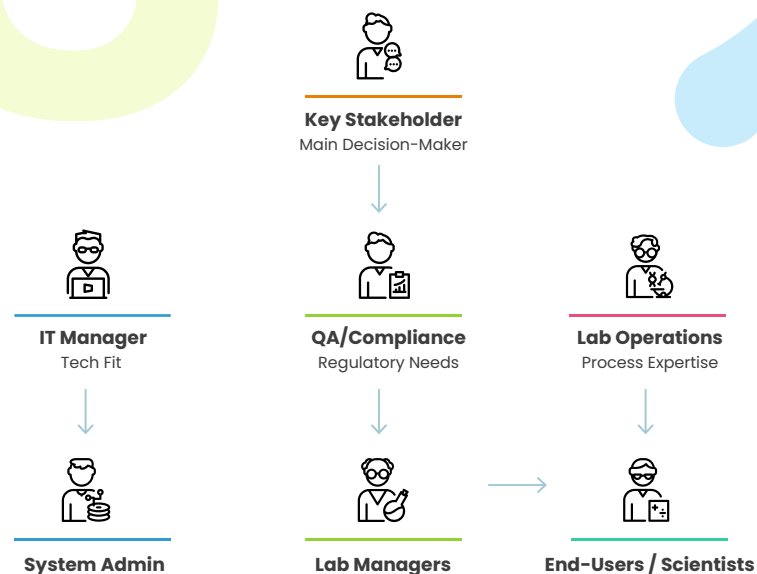 Key Stakeholder
Main Decision-Maker
IT Manager
Tech Fit
QA/Compliance
Regulatory Needs
Lab Operations
Process Expertise
System Admin
Lab Managers
End-Users / Scientists